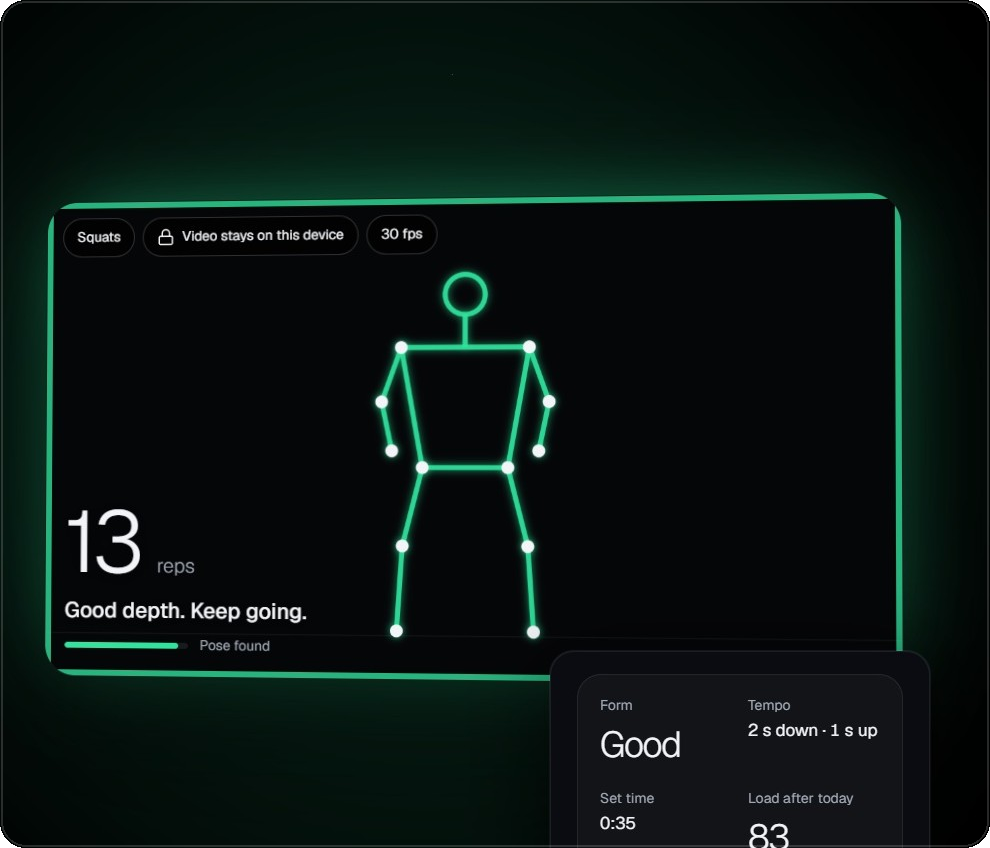 Squats
Video stays on this device
30 fps
13 reps
Good depth. Keep going.
Pose found
Form
Good
Tempo
2 s down · 1 s up
Set time
0:35
Load after today
83